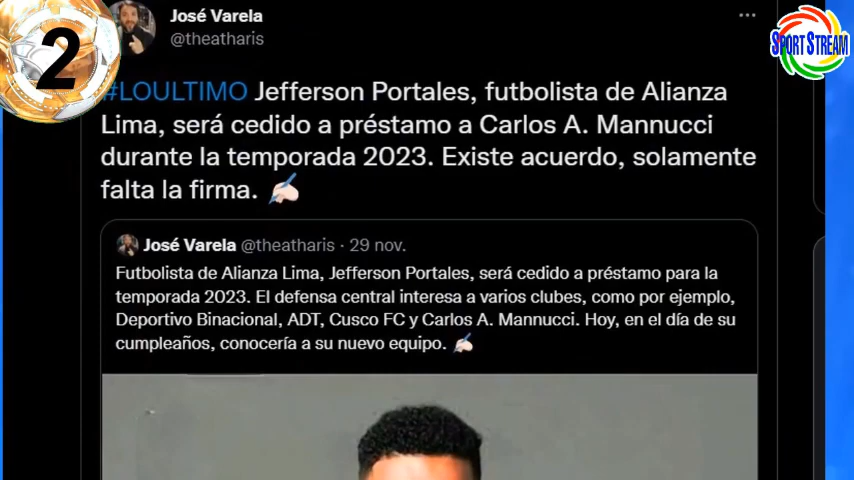 2
José Varela
@theatharis
SPORT STREAM
#LOULTIMO Jefferson Portales, futbolista de Alianza
Lima, será cedido a préstamo a Carlos A. Mannucci
durante la temporada 2023. Existe acuerdo, solamente
falta la firma. ✍🏻
José Varela @theatharis · 29 nov.
Futbolista de Alianza Lima, Jefferson Portales, será cedido a préstamo para la
temporada 2023. El defensa central interesa a varios clubes, como por ejemplo,
Deportivo Binacional, ADT, Cusco FC y Carlos A. Mannucci. Hoy, en el día de su
cumpleaños, conocería a su nuevo equipo. ✍🏻